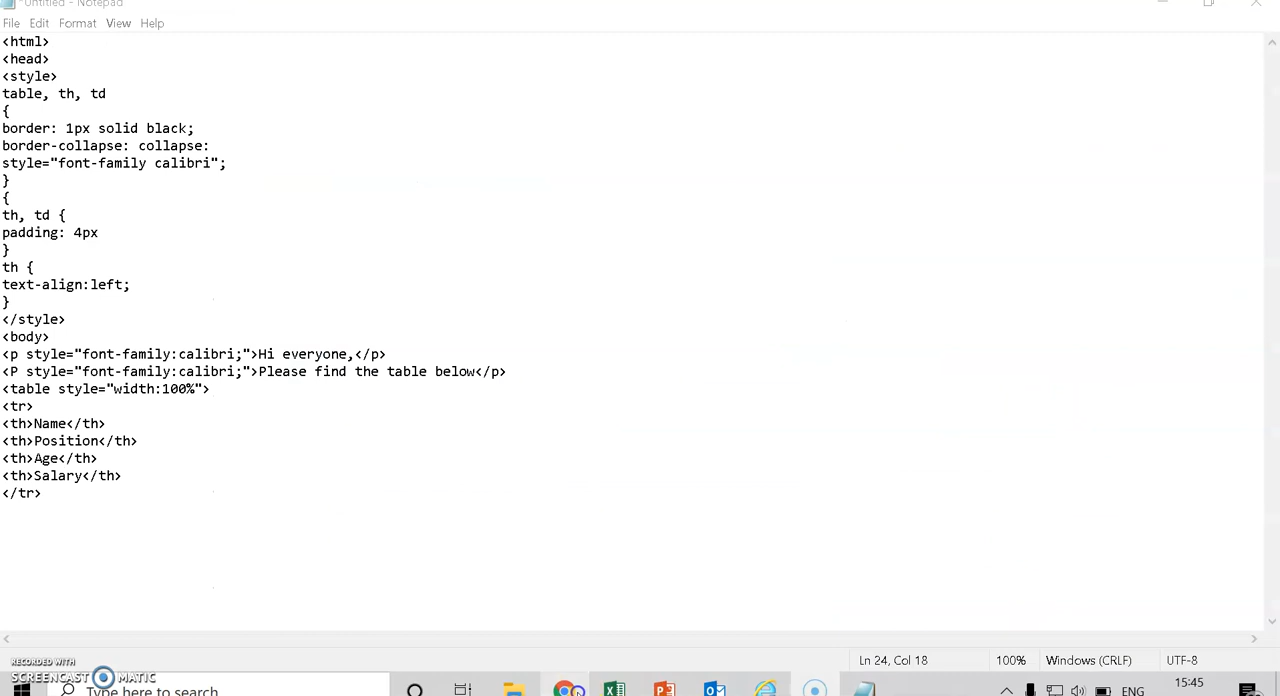 *Untitled - Notepad
File Edit Format View Help
<html>
<head>
<style>
table, th, td
{
border: 1px solid black;
border-collapse: collapse:
style="font-family calibri";
}
{
th, td {
padding: 4px
}
th {
text-align:left;
}
</style>
<body>
<p style="font-family:calibri;">Hi everyone,</p>
<P style="font-family:calibri;">Please find the table below</p>
<table style="width:100%">
<tr>
<th>Name</th>
<th>Position</th>
<th>Age</th>
<th>Salary</th>
</tr>
Ln 24, Col 18 100% Windows (CRLF) UTF-8
RECORDED WITH
SCREENCAST MATIC
Type here to search
ENG 15:45